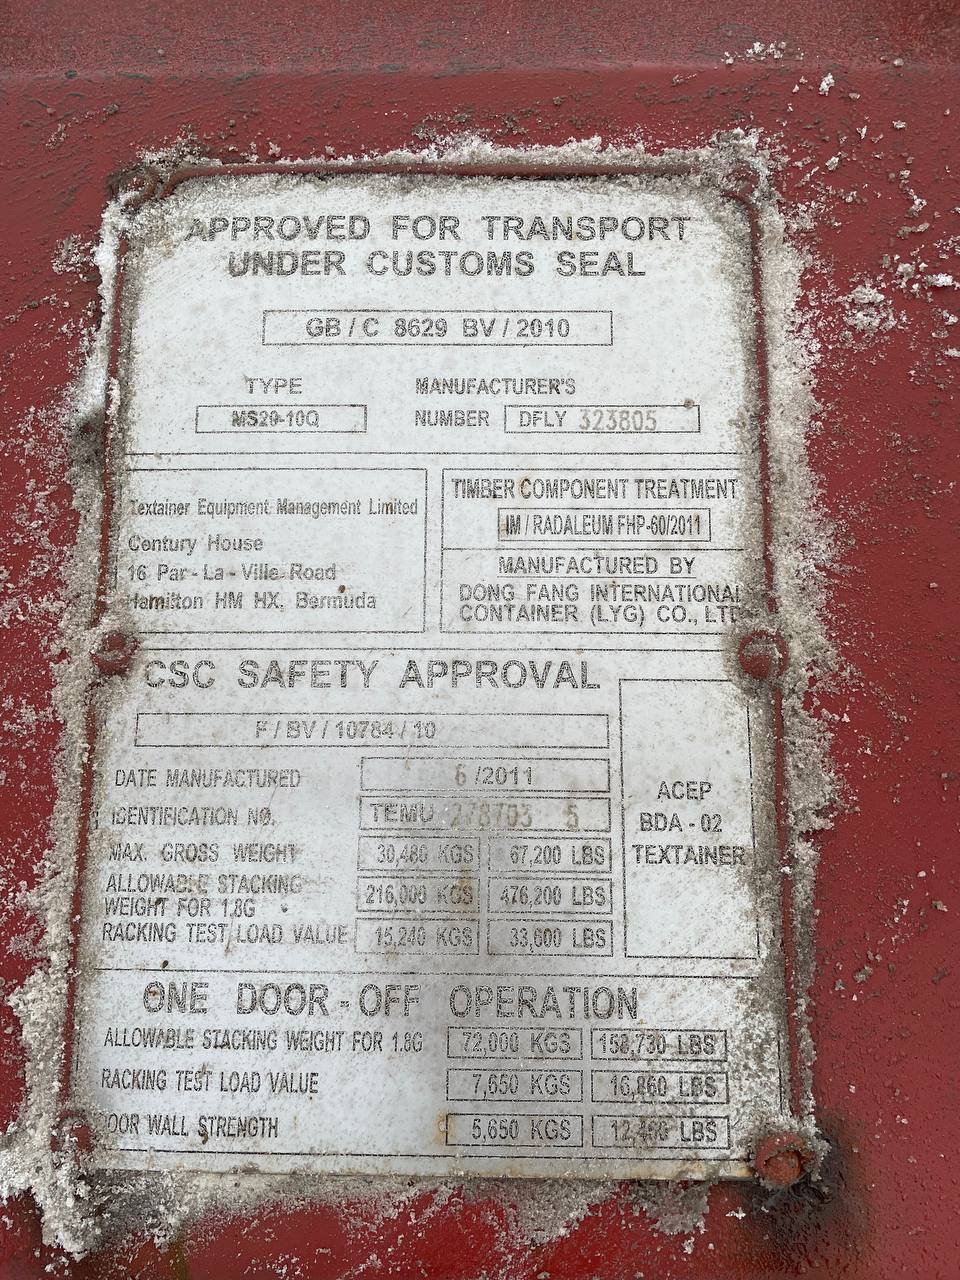 APPROVED FOR TRANSPORT
UNDER CUSTOMS SEAL
GB / C 8629 BV / 2010
TYPE MANUFACTURER'S
MS29-10Q NUMBER DFLY 323805
Textainer Equipment Management Limited
Century House
16 Par-La-Ville Road
Hamilton HM HX, Bermuda
TIMBER COMPONENT TREATMENT
IM / RADALEUM FHP-60/2011
MANUFACTURED BY
DONG FANG INTERNATIONAL
CONTAINER (LYG) CO., LTD
CSC SAFETY APPROVAL
F / BV / 10784 / 10
DATE MANUFACTURED 6 /2011
IDENTIFICATION NO. TEMU 278703 5
MAX. GROSS WEIGHT 30,480 KGS 67,200 LBS
ALLOWABLE STACKING
WEIGHT FOR 1.8G 216,000 KGS 476,200 LBS
RACKING TEST LOAD VALUE 15,240 KGS 33,600 LBS
ACEP
BDA - 02
TEXTAINER
ONE DOOR - OFF OPERATION
ALLOWABLE STACKING WEIGHT FOR 1.8G 72,000 KGS 158,730 LBS
RACKING TEST LOAD VALUE 7,650 KGS 16,860 LBS
DOOR WALL STRENGTH 5,650 KGS LBS